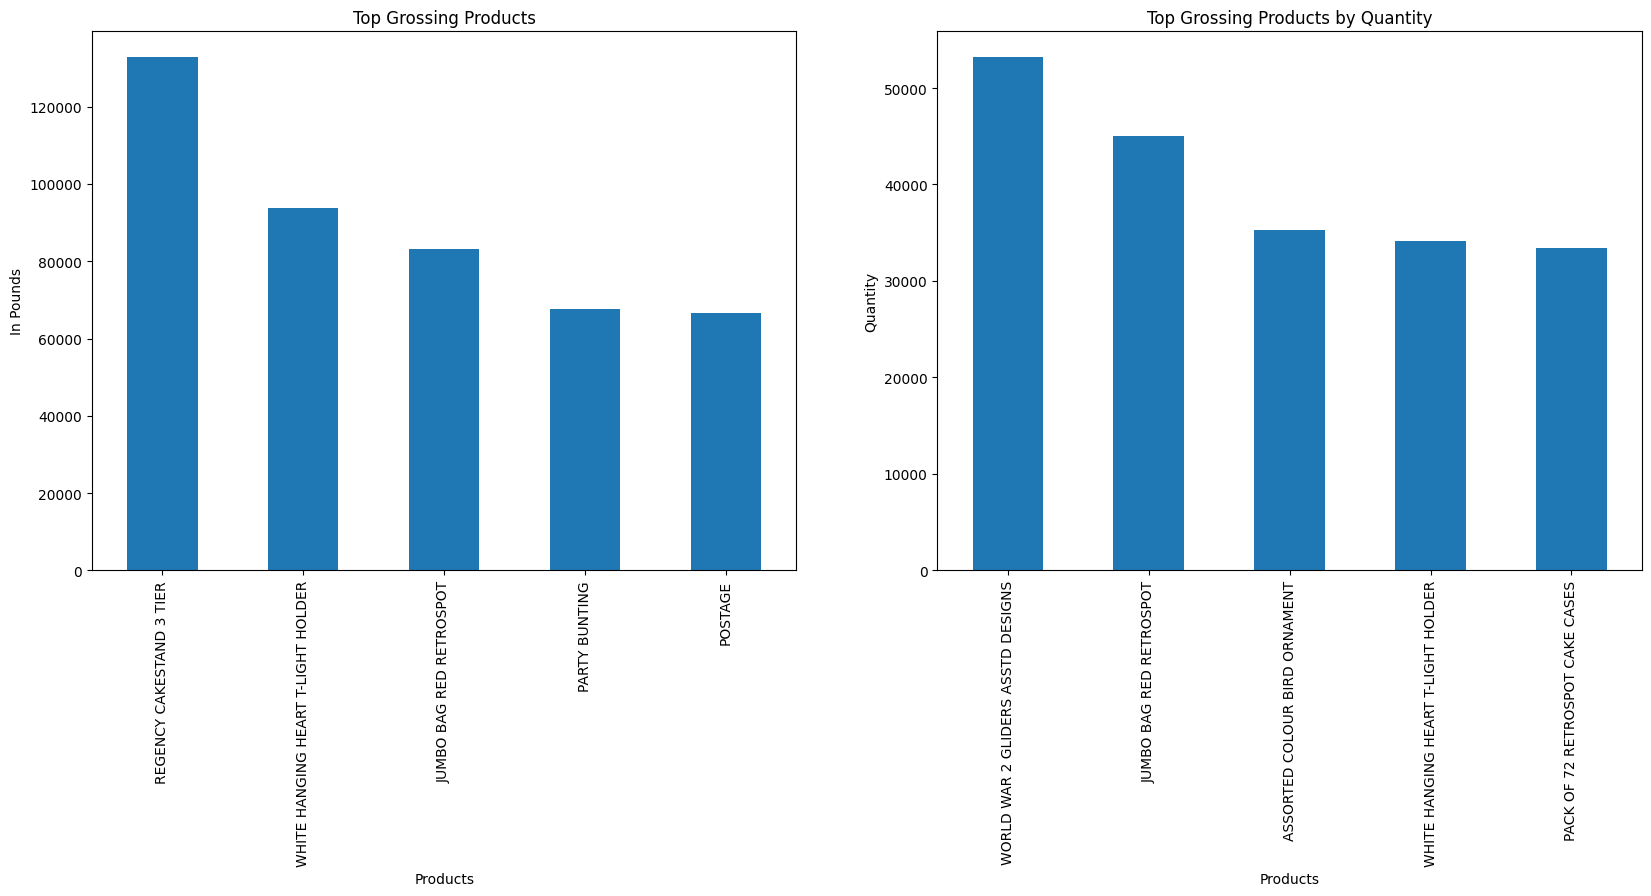 Top Grossing Products
In Pounds
120000
100000
80000
60000
40000
20000
0
REGENCY CAKESTAND 3 TIER
WHITE HANGING HEART T-LIGHT HOLDER
JUMBO BAG RED RETROSPOT
PARTY BUNTING
POSTAGE
Products
Top Grossing Products by Quantity
Quantity
50000
40000
30000
20000
10000
0
WORLD WAR 2 GLIDERS ASSTD DESIGNS
JUMBO BAG RED RETROSPOT
ASSORTED COLOUR BIRD ORNAMENT
WHITE HANGING HEART T-LIGHT HOLDER
PACK OF 72 RETROSPOT CAKE CASES
Products